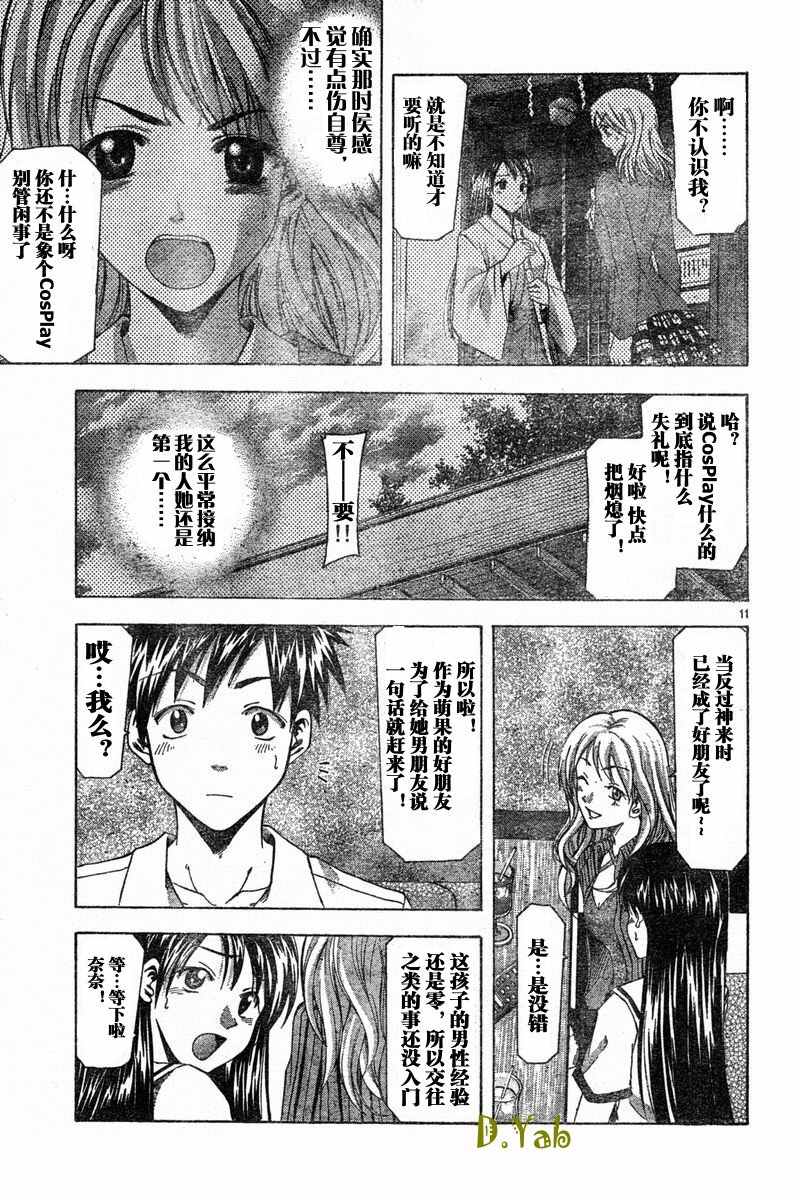 啊……
你不认识我？
就是不知道才
要听的嘛
确实那时侯感
觉有点伤自尊，
不过……
什…什么呀
你还不是象个CosPlay
别管闲事了
哈？
说CosPlay什么的
到底指什么
失礼呢！
好啦 快点
把烟熄了！
不——要!!
这么平常接纳
我的人她还是
第一个……
11
当反过神来时
已经成了好朋友了呢~~
是…是没错
所以啦！
作为萌果的好朋友
为了给她男朋友说
一句话就赶来了！
哎…我么？
这孩子的男性经验
还是零，所以交往
之类的事还没入门
等…等下啦
奈奈！
D.Yab